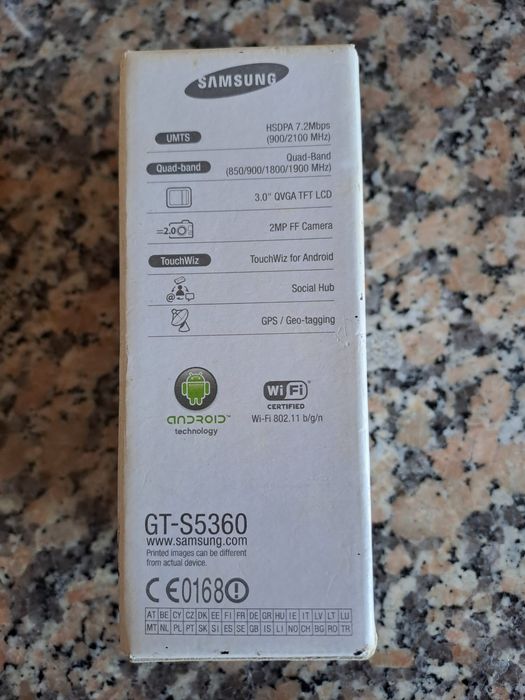 SAMSUNG
UMTS HSDPA 7.2Mbps
(900/2100 MHz)
Quad-band Quad-Band
(850/900/1800/1900 MHz)
3.0" QVGA TFT LCD
=2.0 2MP FF Camera
TouchWiz TouchWiz for Android
@ Social Hub
GPS / Geo-tagging
ANDROID™
technology
Wi Fi
CERTIFIED
Wi-Fi 802.11 b/g/n
GT-S5360
www.samsung.com
Printed images can be different
from actual device.
CE0168!
AT BE CY CZ DK EE FI FR DE GR HU IE IT LV LT LU
MT NL PL PT SK SI ES SE GB IS LI NO CH BG RO TR